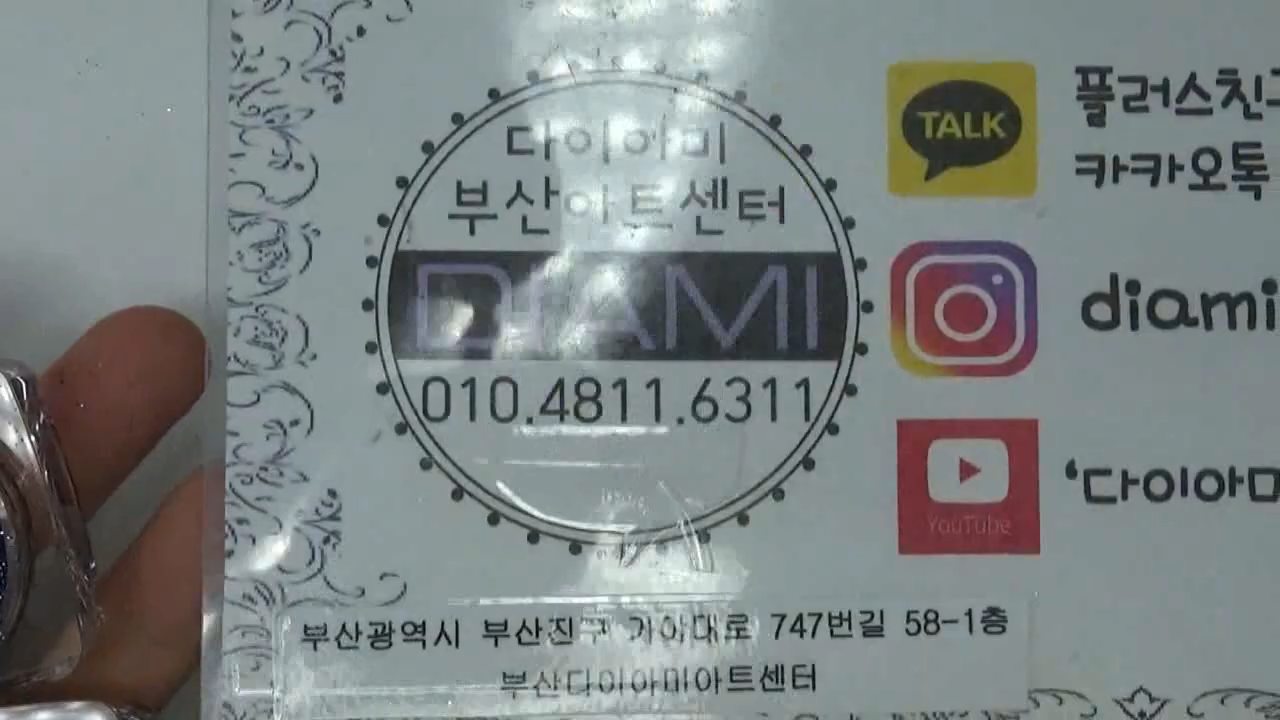 다이아미
부산아트센터
DIAMI
010.4811.6311
TALK
플러스친구
카카오톡
diami
YouTube
‘다이아미
부산광역시 부산진구 가야대로 747번길 58-1층
부산다이아미아트센터